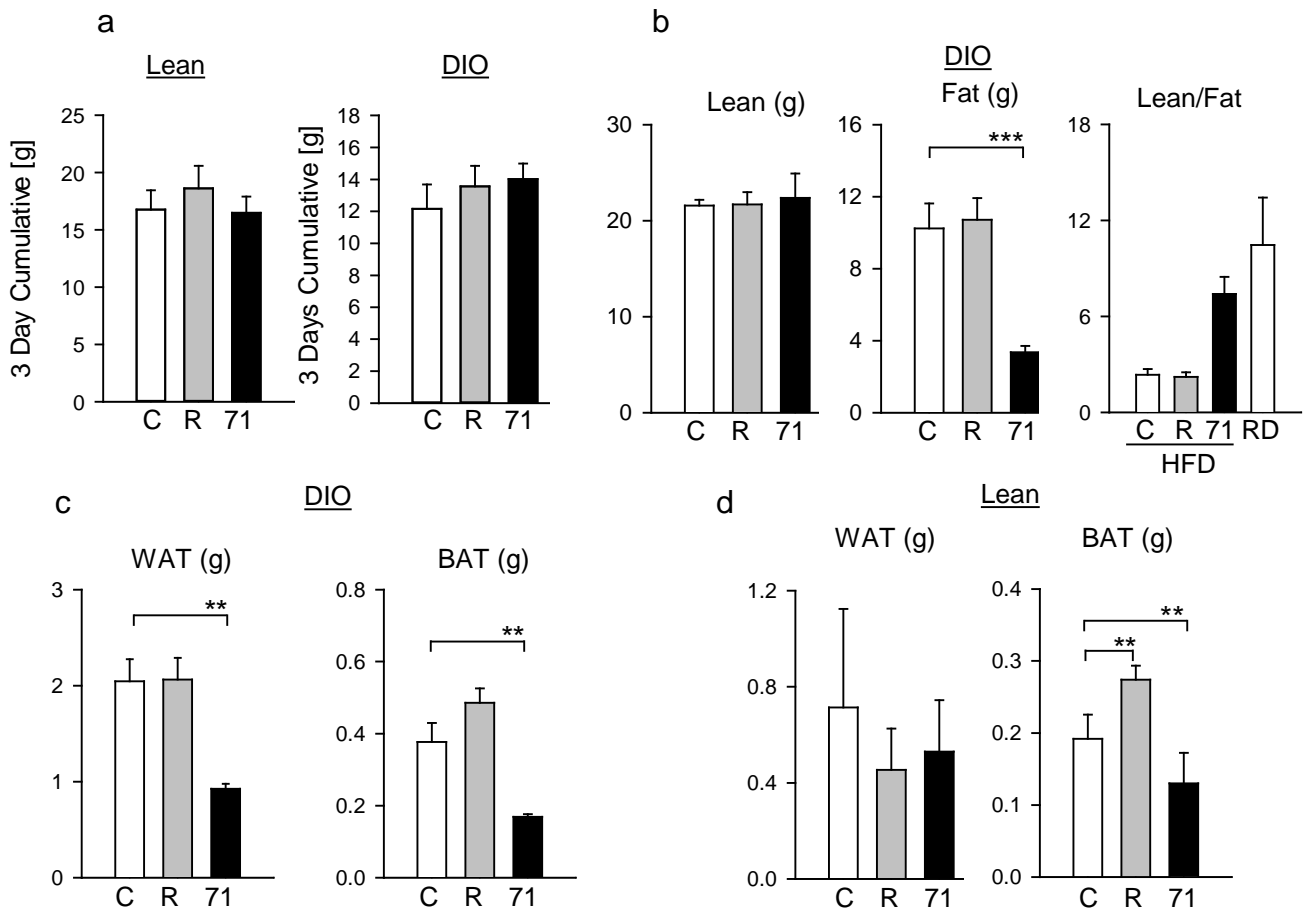 a
Lean
DIO
3 Day Cumulative [g]
25
20
15
10
5
0
C R 71
3 Days Cumulative [g]
18
16
14
12
10
8
6
4
2
0
C R 71
b
DIO
Lean (g)
30
20
10
0
C R 71
Fat (g)
16
12
8
4
0
***
C R 71
Lean/Fat
18
12
6
0
C R 71 RD
HFD
c
DIO
WAT (g)
3
2
1
0
**
C R 71
BAT (g)
0.8
0.6
0.4
0.2
0.0
**
C R 71
d
Lean
WAT (g)
1.2
0.8
0.4
0.0
C R 71
BAT (g)
0.4
0.3
0.2
0.1
0.0
**
**
C R 71